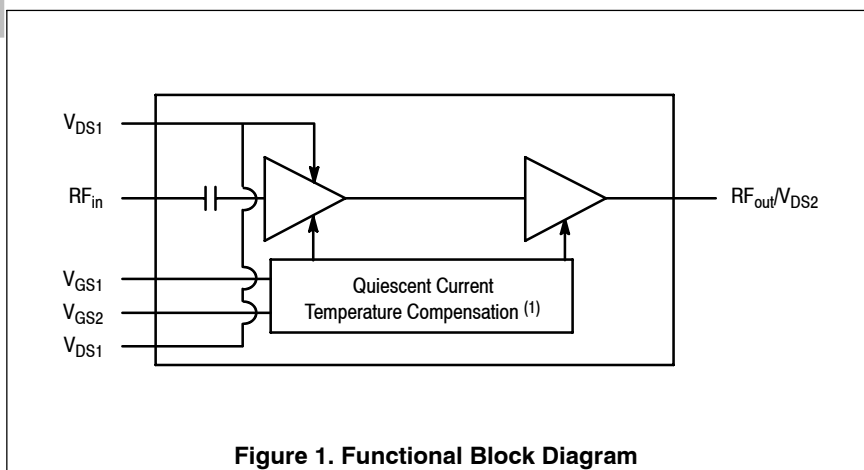 VDS1
RFin
RFout/VDS2
VGS1
Quiescent Current
Temperature Compensation (1)
VGS2
VDS1
Figure 1. Functional Block Diagram